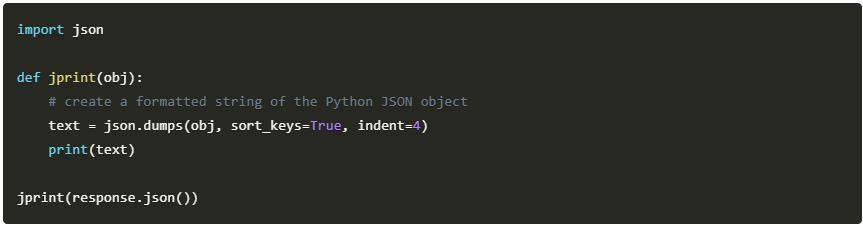 import json

def jprint(obj):
    # create a formatted string of the Python JSON object
    text = json.dumps(obj, sort_keys=True, indent=4)
    print(text)

jprint(response.json())